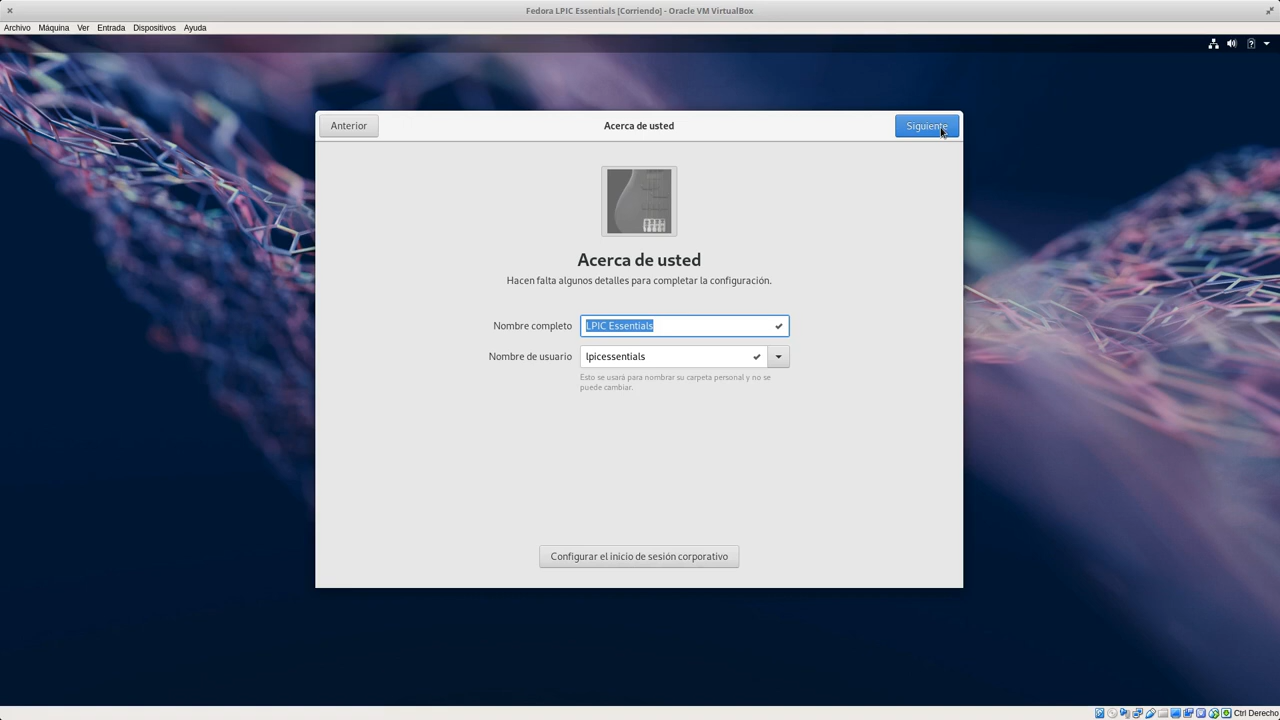 Fedora LPIC Essentials [Corriendo] - Oracle VM VirtualBox
Archivo Máquina Ver Entrada Dispositivos Ayuda
Anterior
Acerca de usted
Siguiente
Acerca de usted
Hacen falta algunos detalles para completar la configuración.
Nombre completo
LPIC Essentials
Nombre de usuario
lpicessentials
Esto se usará para nombrar su carpeta personal y no se
puede cambiar.
Configurar el inicio de sesión corporativo
Ctrl Derecho